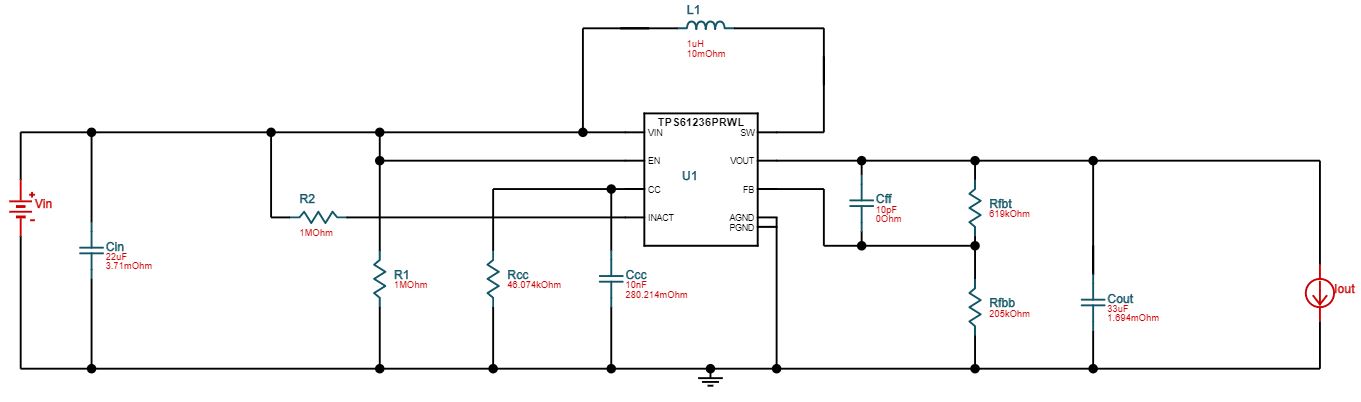 L1
1uH
10mOhm
TPS61236PRWL
VIN
SW
EN
VOUT
U1
CC
FB
INACT
AGND
PGND
Vin
R2
1MOhm
Cff
10pF
0Ohm
Rfbt
619kOhm
Cin
22uF
3.71mOhm
R1
1MOhm
Rcc
46.074kOhm
Ccc
10nF
280.214mOhm
Rfbb
205kOhm
Cout
33uF
1.694mOhm
Iout